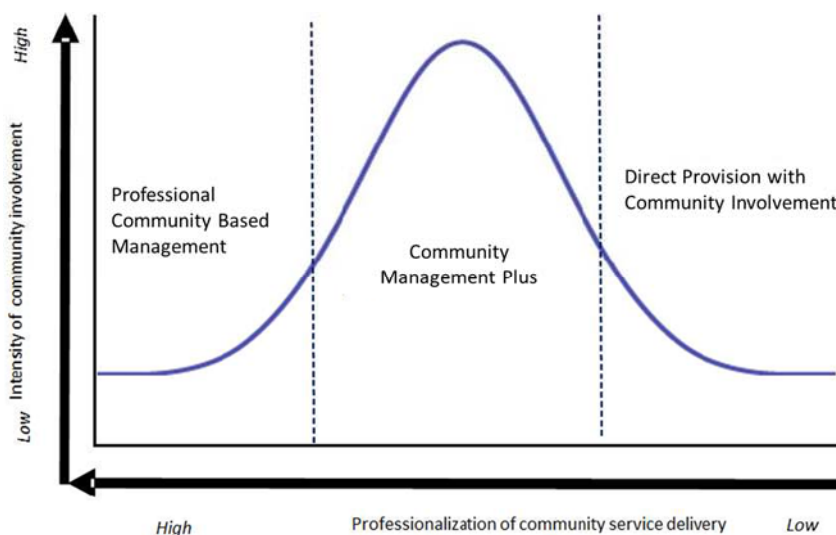 High
Intensity of community involvement
Low
Professional
Community Based
Management
Community
Management Plus
Direct Provision with
Community Involvement
High
Professionalization of community service delivery
Low